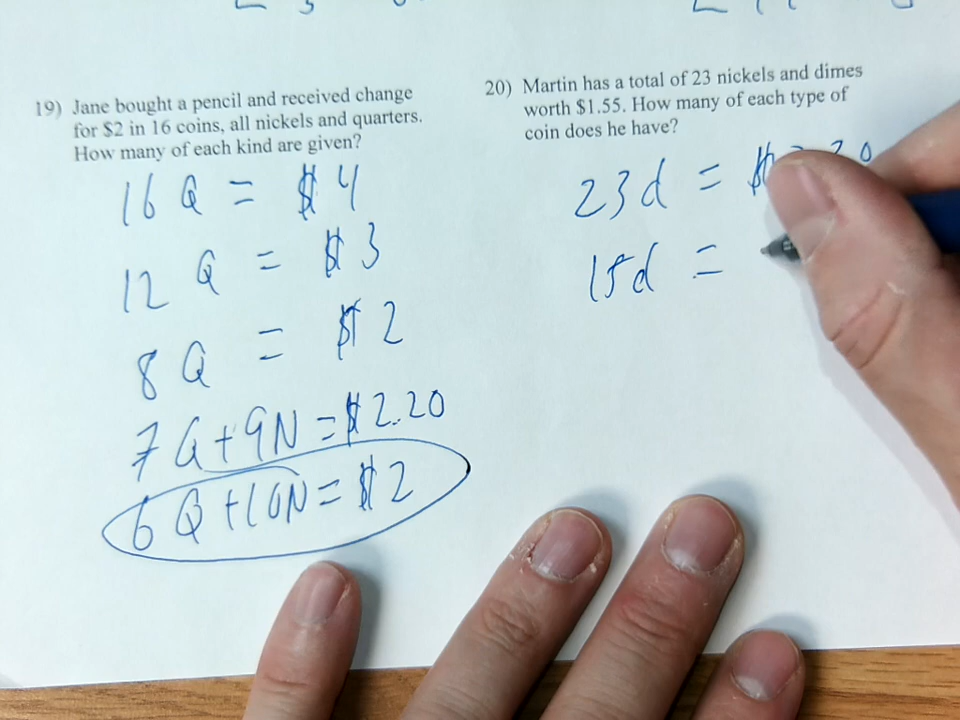 19) Jane bought a pencil and received change
for $2 in 16 coins, all nickels and quarters.
How many of each kind are given?
16 Q = $ 4
12 Q = $ 3
8 Q = $ 2
7 Q + 9N = $2.20
6 Q + 10N = $2
20) Martin has a total of 23 nickels and dimes
worth $1.55. How many of each type of
coin does he have?
23d = $
15d =